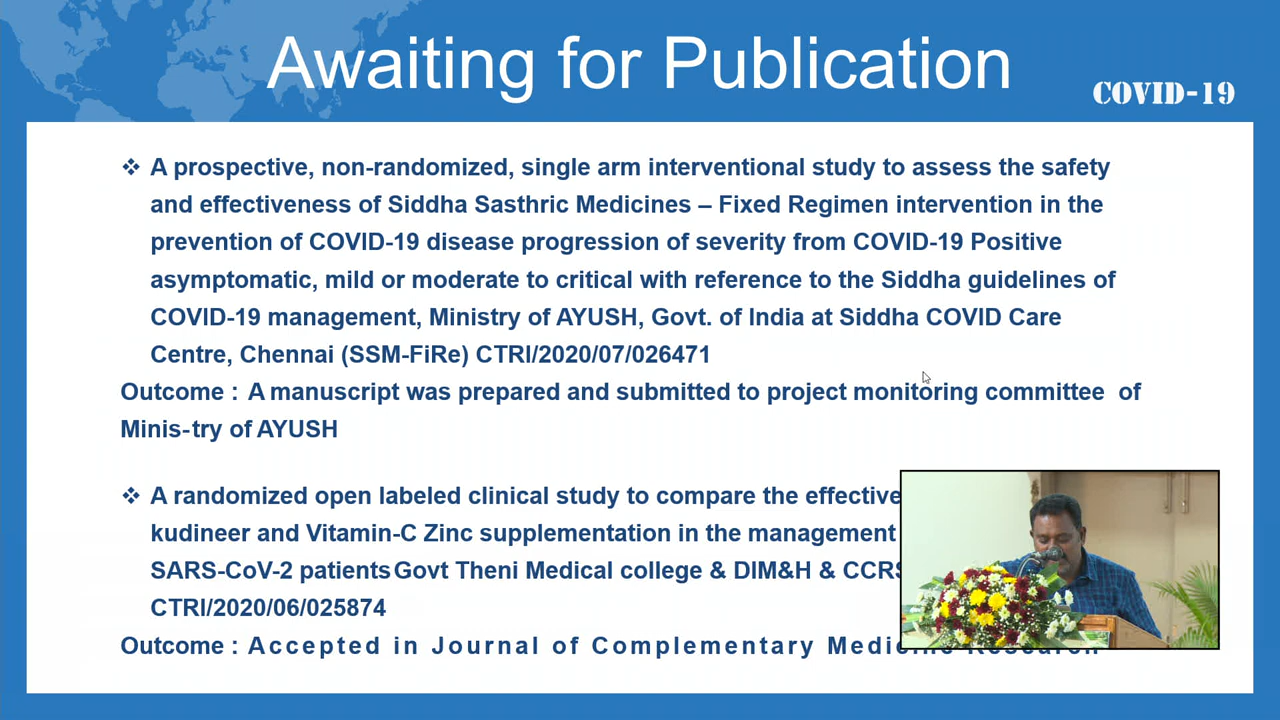 Awaiting for Publication
COVID-19
❖ A prospective, non-randomized, single arm interventional study to assess the safety
and effectiveness of Siddha Sasthric Medicines – Fixed Regimen intervention in the
prevention of COVID-19 disease progression of severity from COVID-19 Positive
asymptomatic, mild or moderate to critical with reference to the Siddha guidelines of
COVID-19 management, Ministry of AYUSH, Govt. of India at Siddha COVID Care
Centre, Chennai (SSM-FiRe) CTRI/2020/07/026471
Outcome : A manuscript was prepared and submitted to project monitoring committee of
Minis-try of AYUSH
❖ A randomized open labeled clinical study to compare the
kudineer and Vitamin-C Zinc supplementation in the management
SARS-CoV-2 patients Govt Theni Medical college & DIM&H &
CTRI/2020/06/025874
Outcome : Accepted in Journal of Complementary Medicine Research